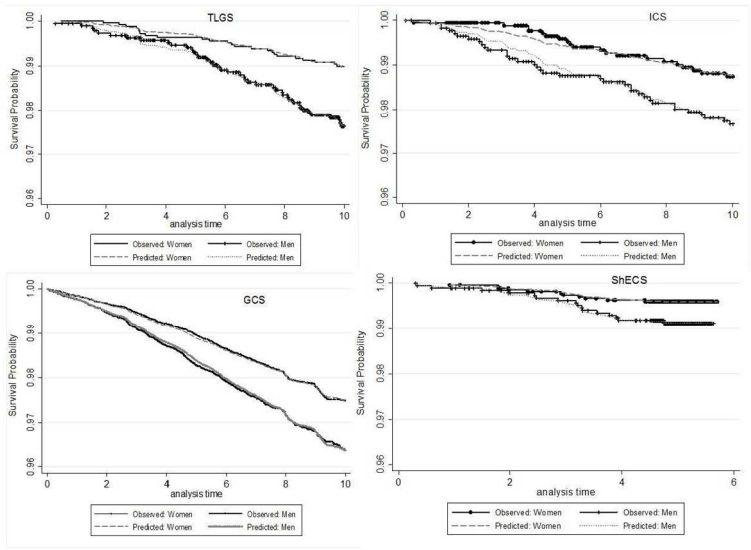 TLGS
Survival Probability
1.00
0.99
0.98
0.97
0.96
0 2 4 6 8 10
analysis time
Observed: Women Observed: Men
Predicted: Women Predicted: Men
ICS
Survival Probability
1.00
0.99
0.98
0.97
0.96
0 2 4 6 8 10
analysis time
Observed: Women Observed: Men
Predicted: Women Predicted: Men
GCS
Survival Probability
1.00
0.99
0.98
0.97
0.96
0 2 4 6 8 10
analysis time
Observed: Women Observed: Men
Predicted: Women Predicted: Men
ShECS
Survival Probability
1.00
0.99
0.98
0.97
0.96
0 2 4 6
analysis time
Observed: Women Observed: Men
Predicted: Women Predicted: Men